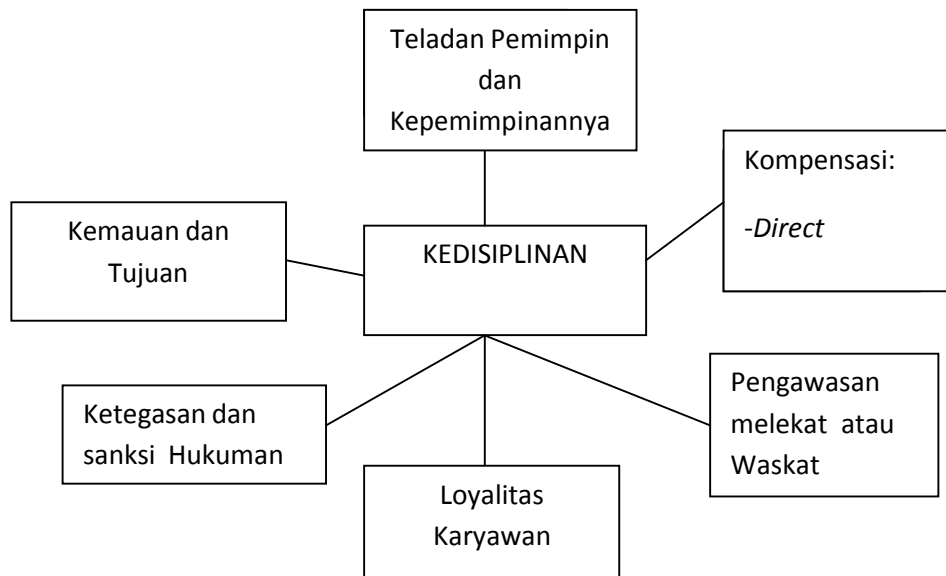 Teladan Pemimpin
dan
Kepemimpinannya
Kompensasi:
-Direct
Kemauan dan
Tujuan
KEDISIPLINAN
Pengawasan
melekat atau
Waskat
Ketegasan dan
sanksi Hukuman
Loyalitas
Karyawan